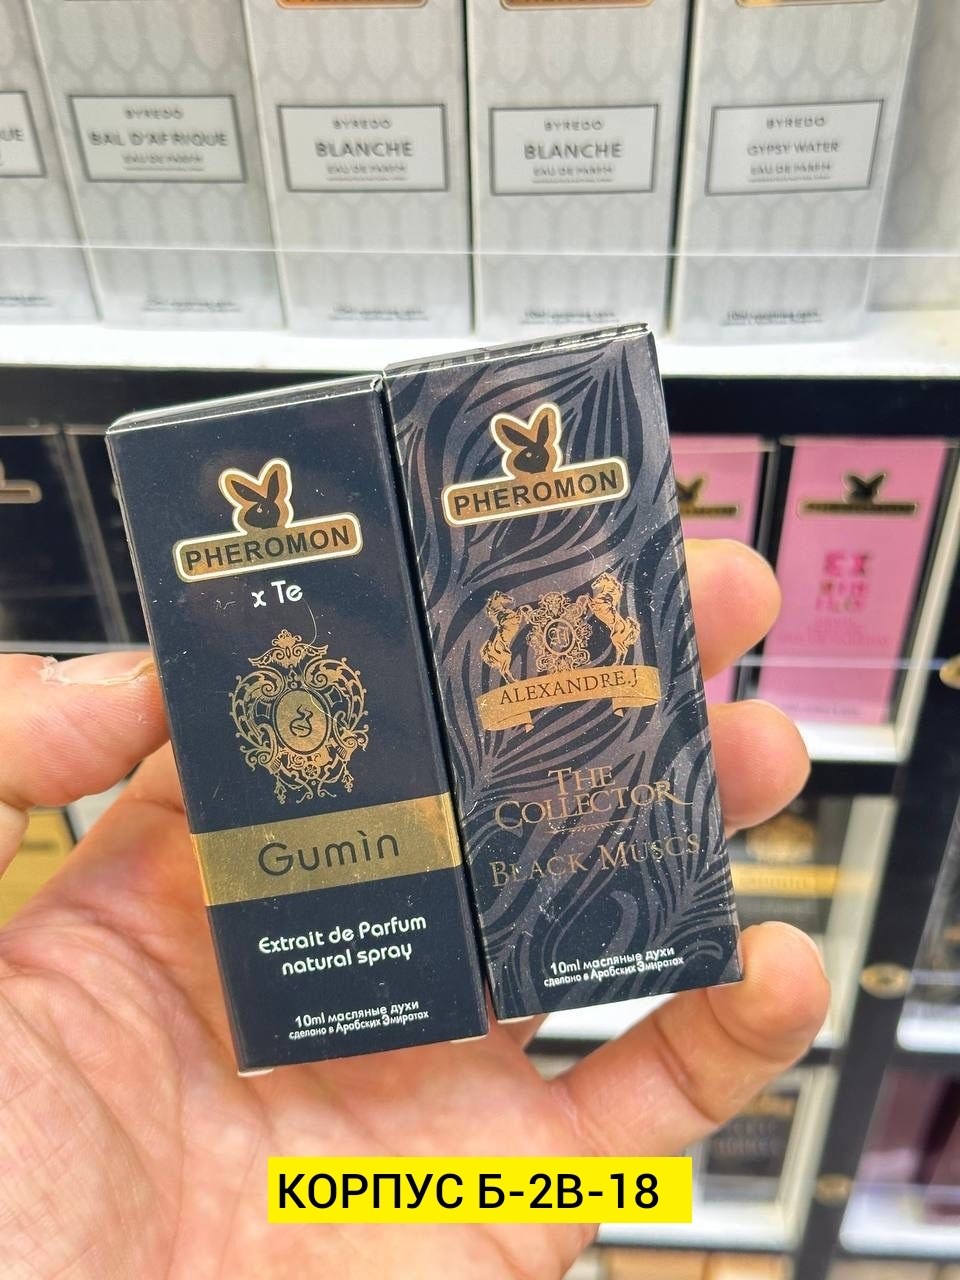 BYREDO
BAL D'AFRIQUE
EAU DE PARFUM
BYREDO
BLANCHE
EAU DE PARFUM
BYREDO
BLANCHE
EAU DE PARFUM
BYREDO
GYPSY WATER
EAU DE PARFUM
PHEROMON
x Te
Gumìn
Extrait de Parfum
natural spray
10ml масляные духи
сделано в Арабских Эмиратах
PHEROMON
ALEXANDRE.J
THE
COLLECTOR
BLACK MUSCS
10ml масляные духи
сделано в Арабских Эмиратах
КОРПУС Б-2В-18